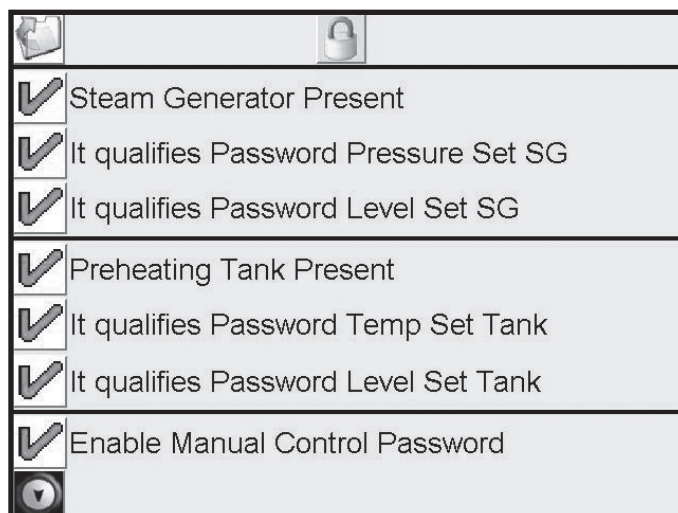 Steam Generator Present
It qualifies Password Pressure Set SG
It qualifies Password Level Set SG
Preheating Tank Present
It qualifies Password Temp Set Tank
It qualifies Password Level Set Tank
Enable Manual Control Password